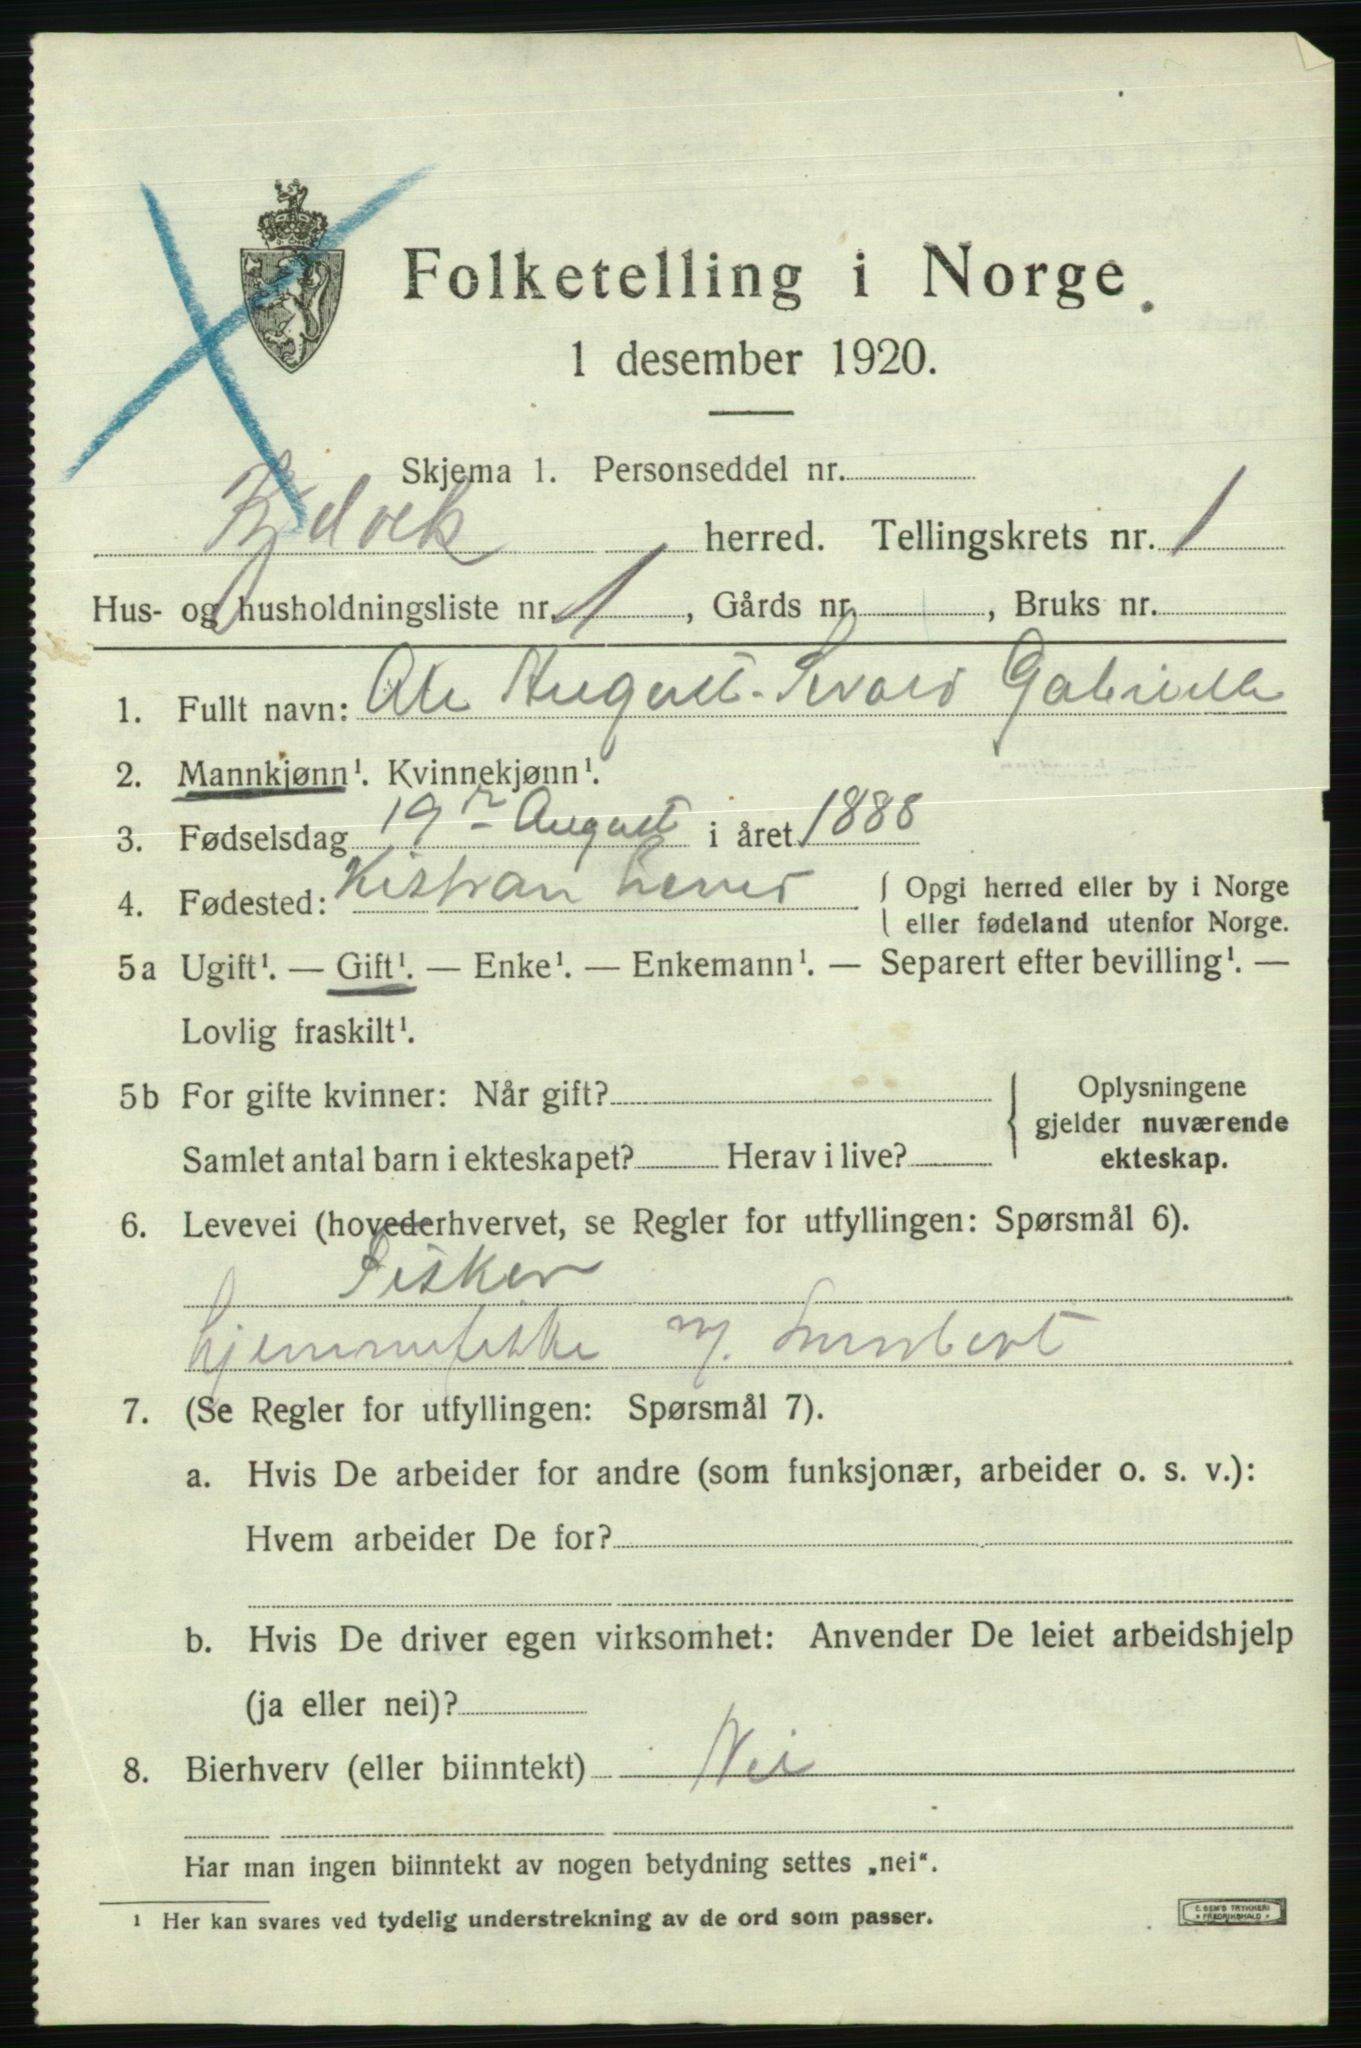 Folketelling i Norge
1 desember 1920.
Skjema 1. Personseddel nr.
herred. Tellingskrets nr. 1
Hus- og husholdningsliste nr. 1, Gårds nr., Bruks nr.
1. Fullt navn: Ole August
2. Mannkjønn¹. Kvinnekjønn¹.
3. Fødselsdag 19 August i året 1888
4. Fødested: { Opgi herred eller by i Norge
eller fødeland utenfor Norge.
5a Ugift¹. — Gift¹. — Enke¹. — Enkemann¹. — Separert efter bevilling¹. —
Lovlig fraskilt¹.
5b For gifte kvinner: Når gift? { Oplysningene
gjelder nuværende
Samlet antal barn i ekteskapet? Herav i live? ekteskap.
6. Levevei (hovederhvervet, se Regler for utfyllingen: Spørsmål 6).
Fisker
hjemmefiske m/
7. (Se Regler for utfyllingen: Spørsmål 7).
a. Hvis De arbeider for andre (som funksjonær, arbeider o. s. v.):
Hvem arbeider De for?
b. Hvis De driver egen virksomhet: Anvender De leiet arbeidshjelp
(ja eller nei)?
8. Bierhverv (eller biinntekt) Nei
Har man ingen biinntekt av nogen betydning settes „nei“.
¹ Her kan svares ved tydelig understrekning av de ord som passer.
E. SEM'S TRYKKERI
FREDRIKSHALD